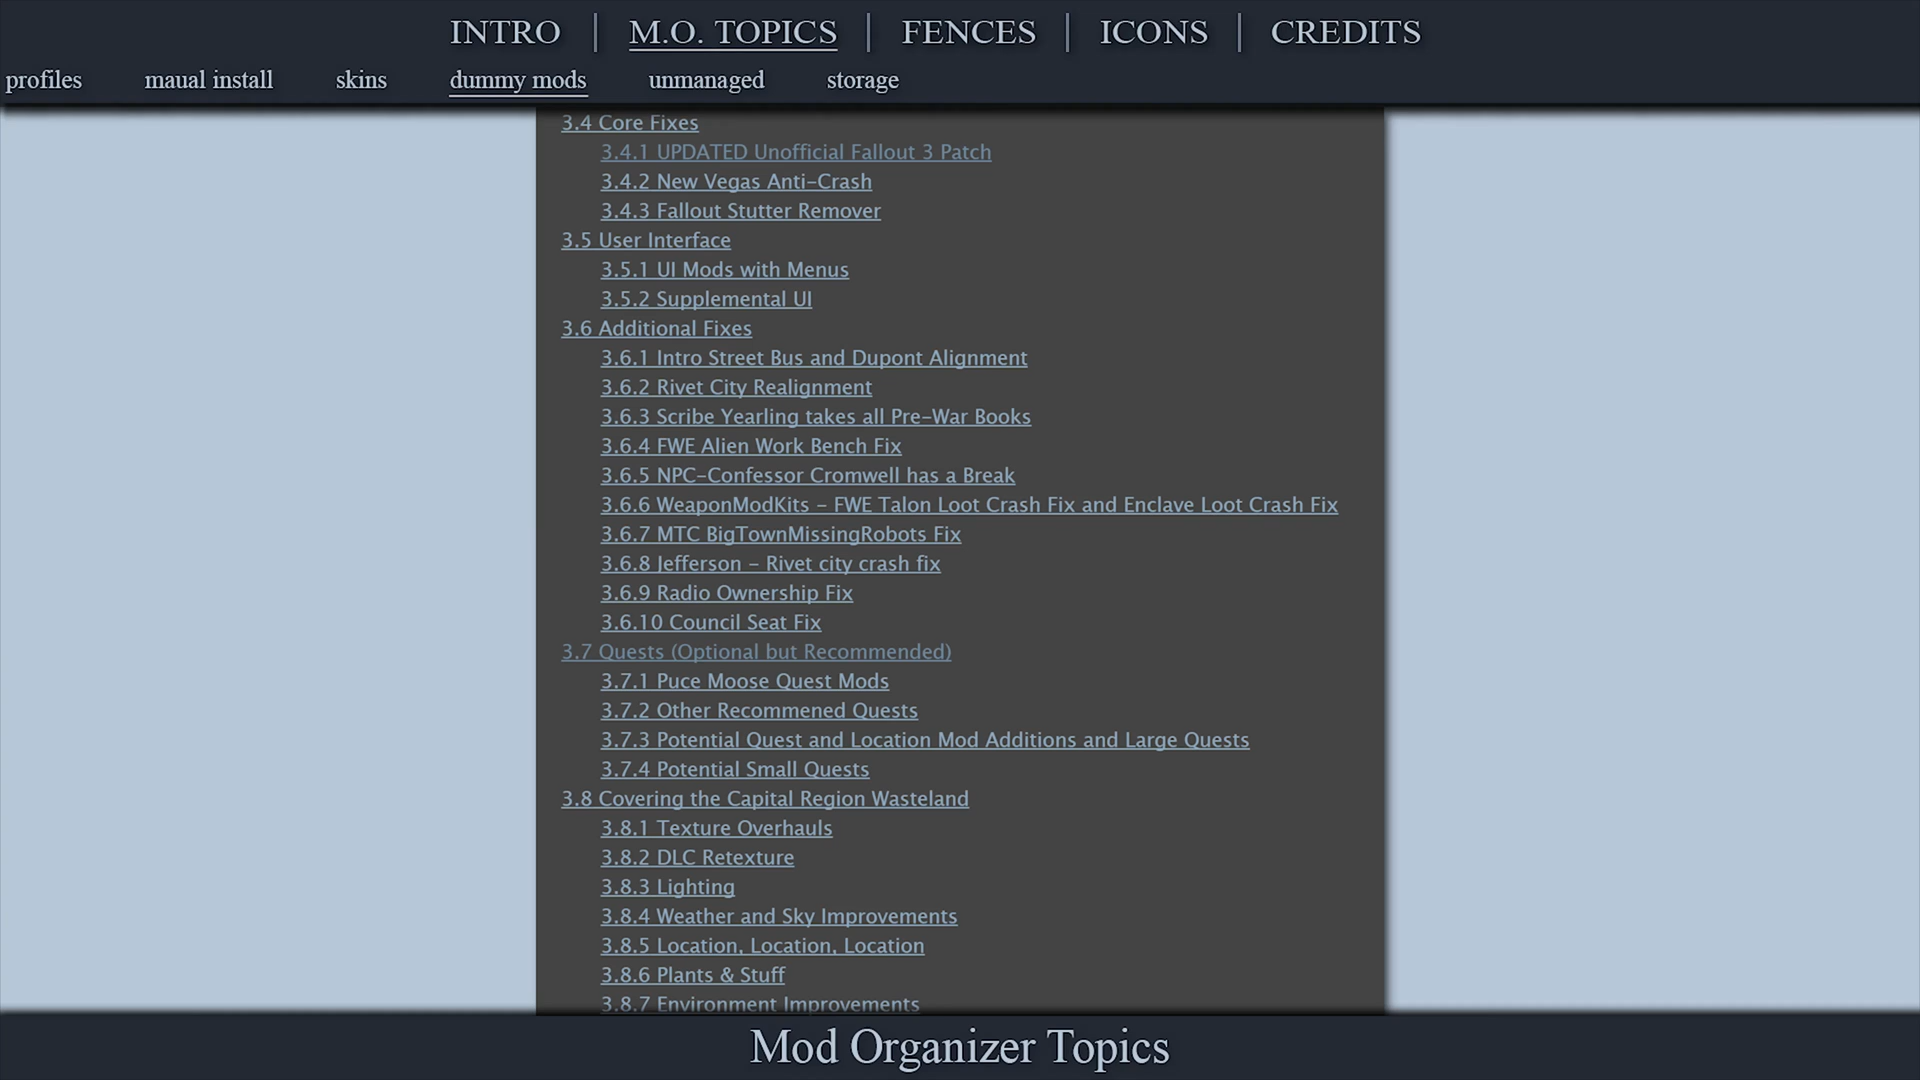 INTRO | M.O. TOPICS | FENCES | ICONS | CREDITS
profiles maual install skins dummy mods unmanaged storage
3.4 Core Fixes
3.4.1 UPDATED Unofficial Fallout 3 Patch
3.4.2 New Vegas Anti-Crash
3.4.3 Fallout Stutter Remover
3.5 User Interface
3.5.1 UI Mods with Menus
3.5.2 Supplemental UI
3.6 Additional Fixes
3.6.1 Intro Street Bus and Dupont Alignment
3.6.2 Rivet City Realignment
3.6.3 Scribe Yearling takes all Pre-War Books
3.6.4 FWE Alien Work Bench Fix
3.6.5 NPC-Confessor Cromwell has a Break
3.6.6 WeaponModKits - FWE Talon Loot Crash Fix and Enclave Loot Crash Fix
3.6.7 MTC BigTownMissingRobots Fix
3.6.8 Jefferson - Rivet city crash fix
3.6.9 Radio Ownership Fix
3.6.10 Council Seat Fix
3.7 Quests (Optional but Recommended)
3.7.1 Puce Moose Quest Mods
3.7.2 Other Recommened Quests
3.7.3 Potential Quest and Location Mod Additions and Large Quests
3.7.4 Potential Small Quests
3.8 Covering the Capital Region Wasteland
3.8.1 Texture Overhauls
3.8.2 DLC Retexture
3.8.3 Lighting
3.8.4 Weather and Sky Improvements
3.8.5 Location, Location, Location
3.8.6 Plants & Stuff
3.8.7 Environment Improvements
Mod Organizer Topics